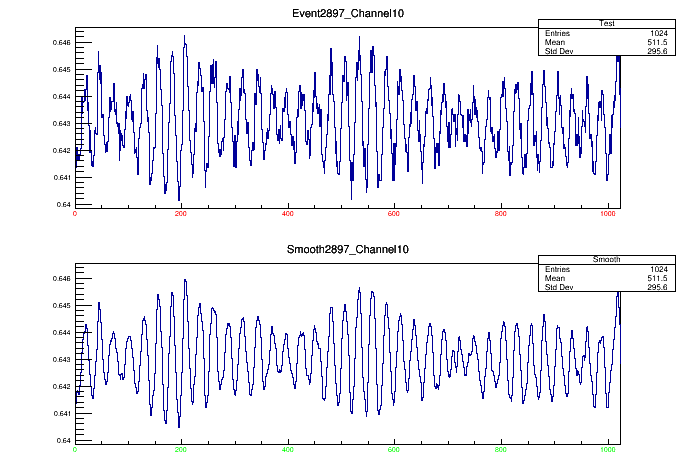 Event2897_Channel10
Test
Entries 1024
Mean 511.5
Std Dev 295.6
0.646
0.645
0.644
0.643
0.642
0.641
0.64
0 200 400 600 800 1000
Smooth2897_Channel10
Smooth
Entries 1024
Mean 511.5
Std Dev 295.6
0.646
0.645
0.644
0.643
0.642
0.641
0.64
0 200 400 600 800 1000